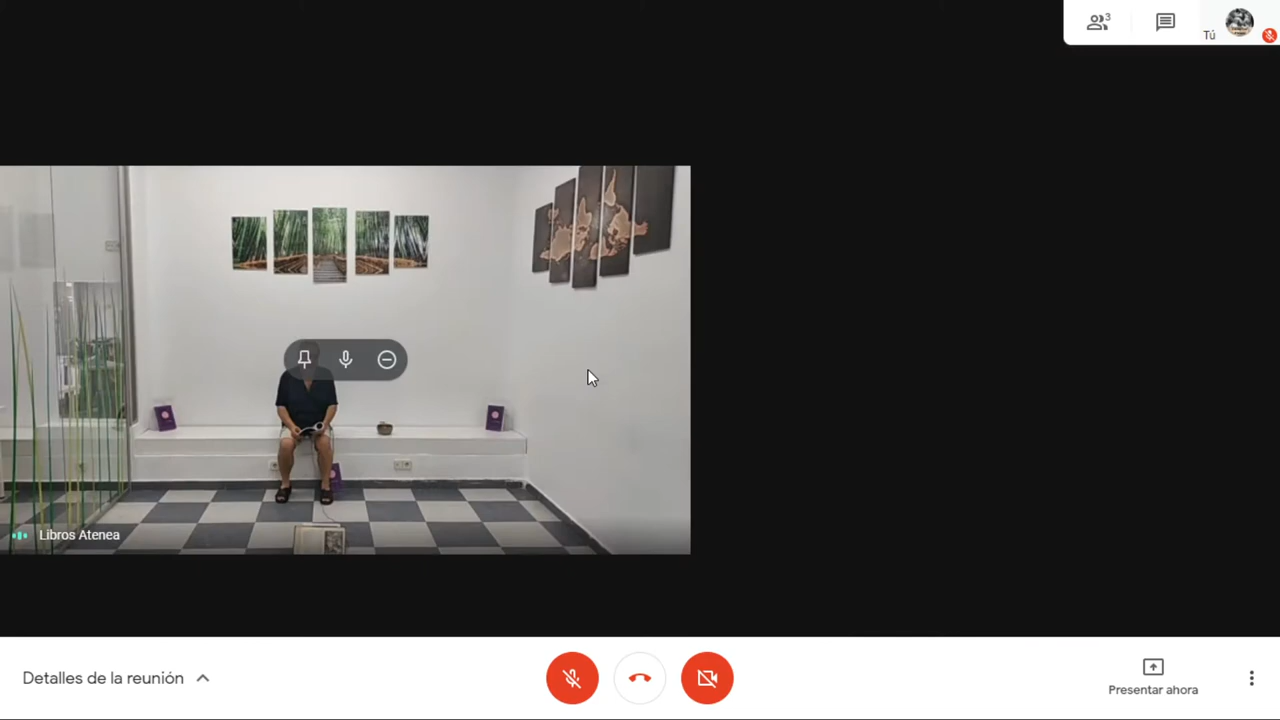 3
Tú
Libros Atenea
Detalles de la reunión
Presentar ahora